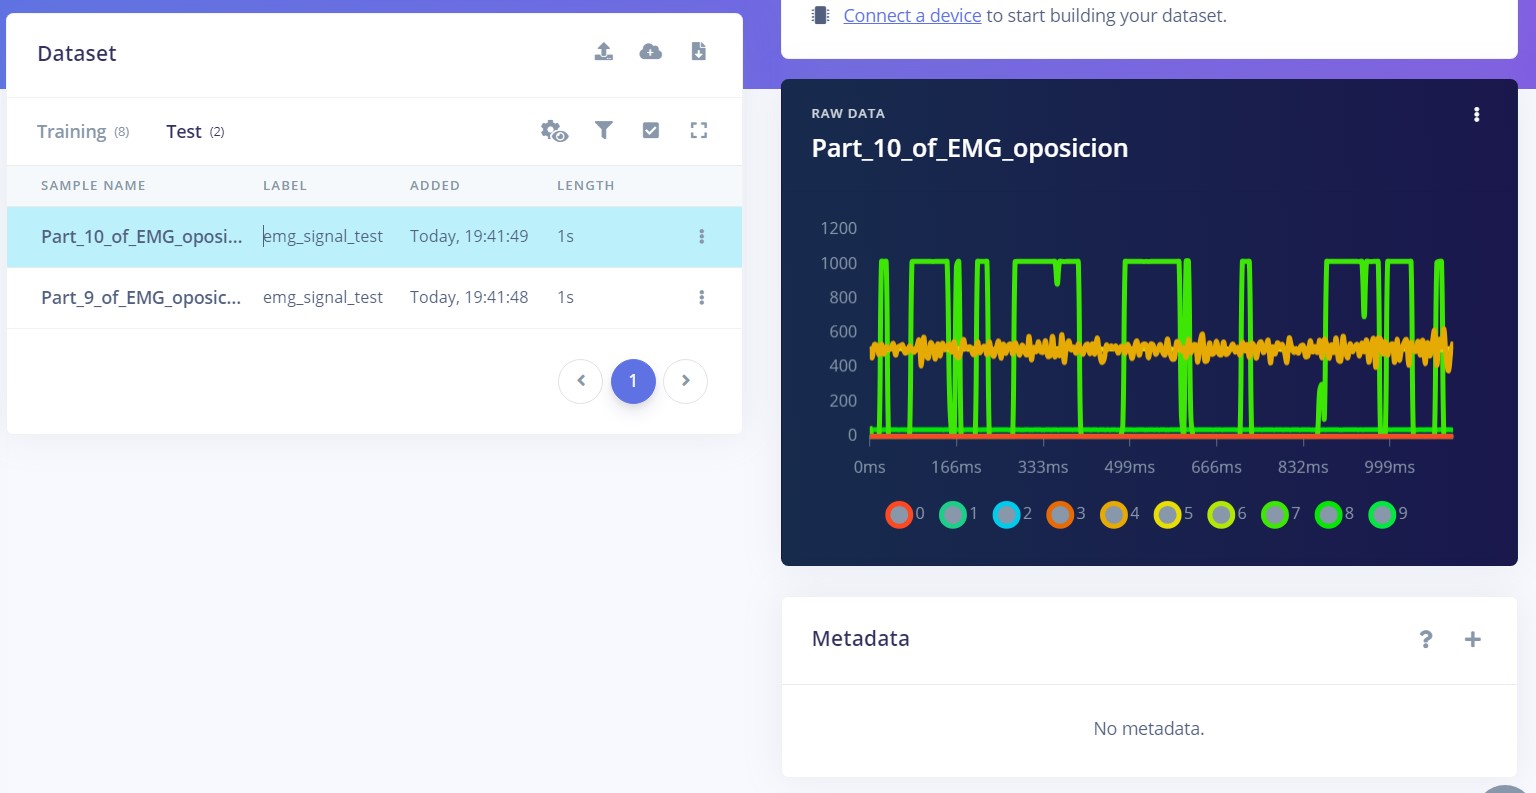 Dataset
Training (8) Test (2)
SAMPLE NAME LABEL ADDED LENGTH
Part_10_of_EMG_oposi... emg_signal_test Today, 19:41:49 1s
Part_9_of_EMG_oposic... emg_signal_test Today, 19:41:48 1s
1
Connect a device to start building your dataset.
RAW DATA
Part_10_of_EMG_oposicion
1200
1000
800
600
400
200
0
0ms 166ms 333ms 499ms 666ms 832ms 999ms
0 1 2 3 4 5 6 7 8 9
Metadata
No metadata.